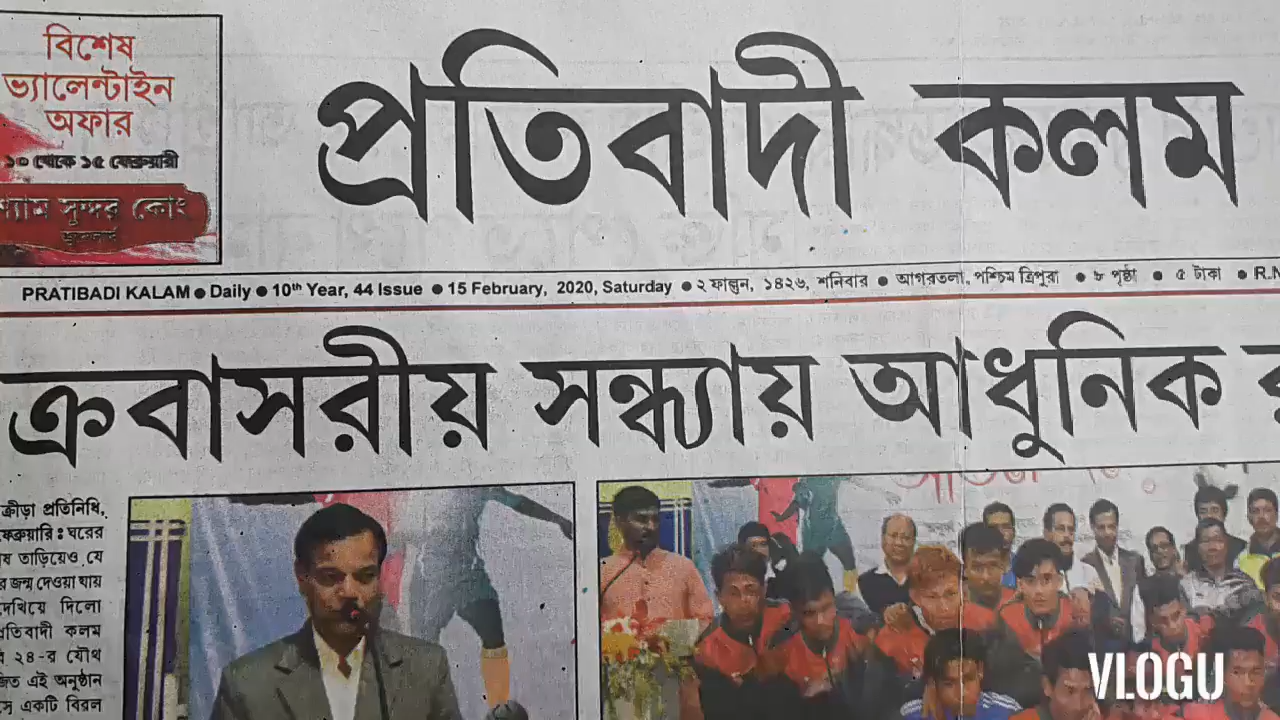 বিশেষ
ভ্যালেন্টাইন
অফার
১০ থেকে ১৫ ফেব্রুয়ারী
শ্যাম সুন্দর কোং
জুয়েলার্স
প্রতিবাদী কলম
PRATIBADI KALAM ● Daily ● 10th Year, 44 Issue ● 15 February, 2020, Saturday ● ২ ফাল্গুন, ১৪২৬, শনিবার ● আগরতলা, পশ্চিম ত্রিপুরা ● ৮ পৃষ্ঠা ● ৫ টাকা ● R.N
ক্রবাসরীয় সন্ধ্যায় আধুনিক
ক্রীড়া প্রতিনিধি,
ফেব্রুয়ারি ঃ ঘরের
তাড়িয়েও যে
র জন্ম দেওয়া যায়
দেখিয়ে দিলো
প্রতিবাদী কলম
২৪-র যৌথ
জিত এই অনুষ্ঠান
সে একটি বিরল
VLOGU